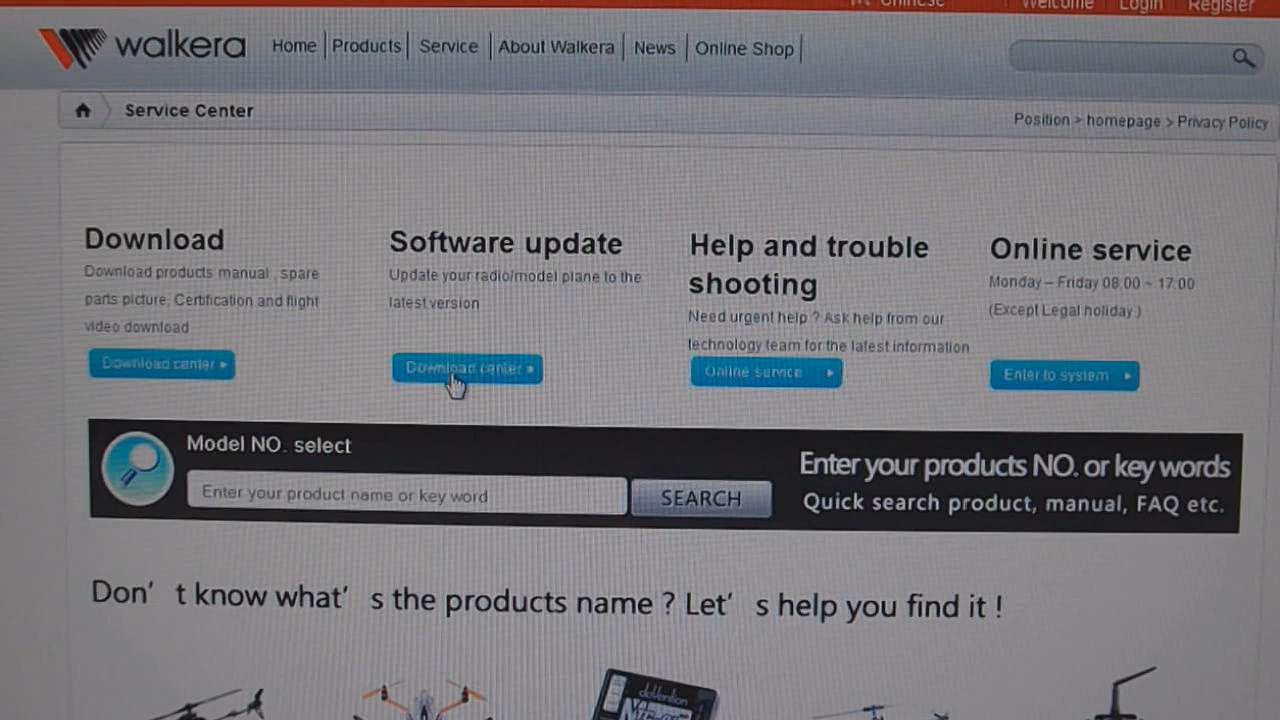 Chinese
Welcome
Login
Register
walkera
Home
Products
Service
About Walkera
News
Online Shop
Service Center
Position > homepage > Privacy Policy
Download
Download products manual , spare
parts picture, Certification and flight
video download
Download center
Software update
Update your radio/model plane to the
latest version
Download center
Help and trouble
shooting
Need urgent help ? Ask help from our
technology team for the latest information
Online service
Online service
Monday – Friday 08:00 ~ 17:00
(Except Legal holiday )
Enter to system
Model NO. select
Enter your product name or key word
SEARCH
Enter your products NO. or key words
Quick search product, manual, FAQ etc.
Don' t know what' s the products name ? Let' s help you find it !
devention